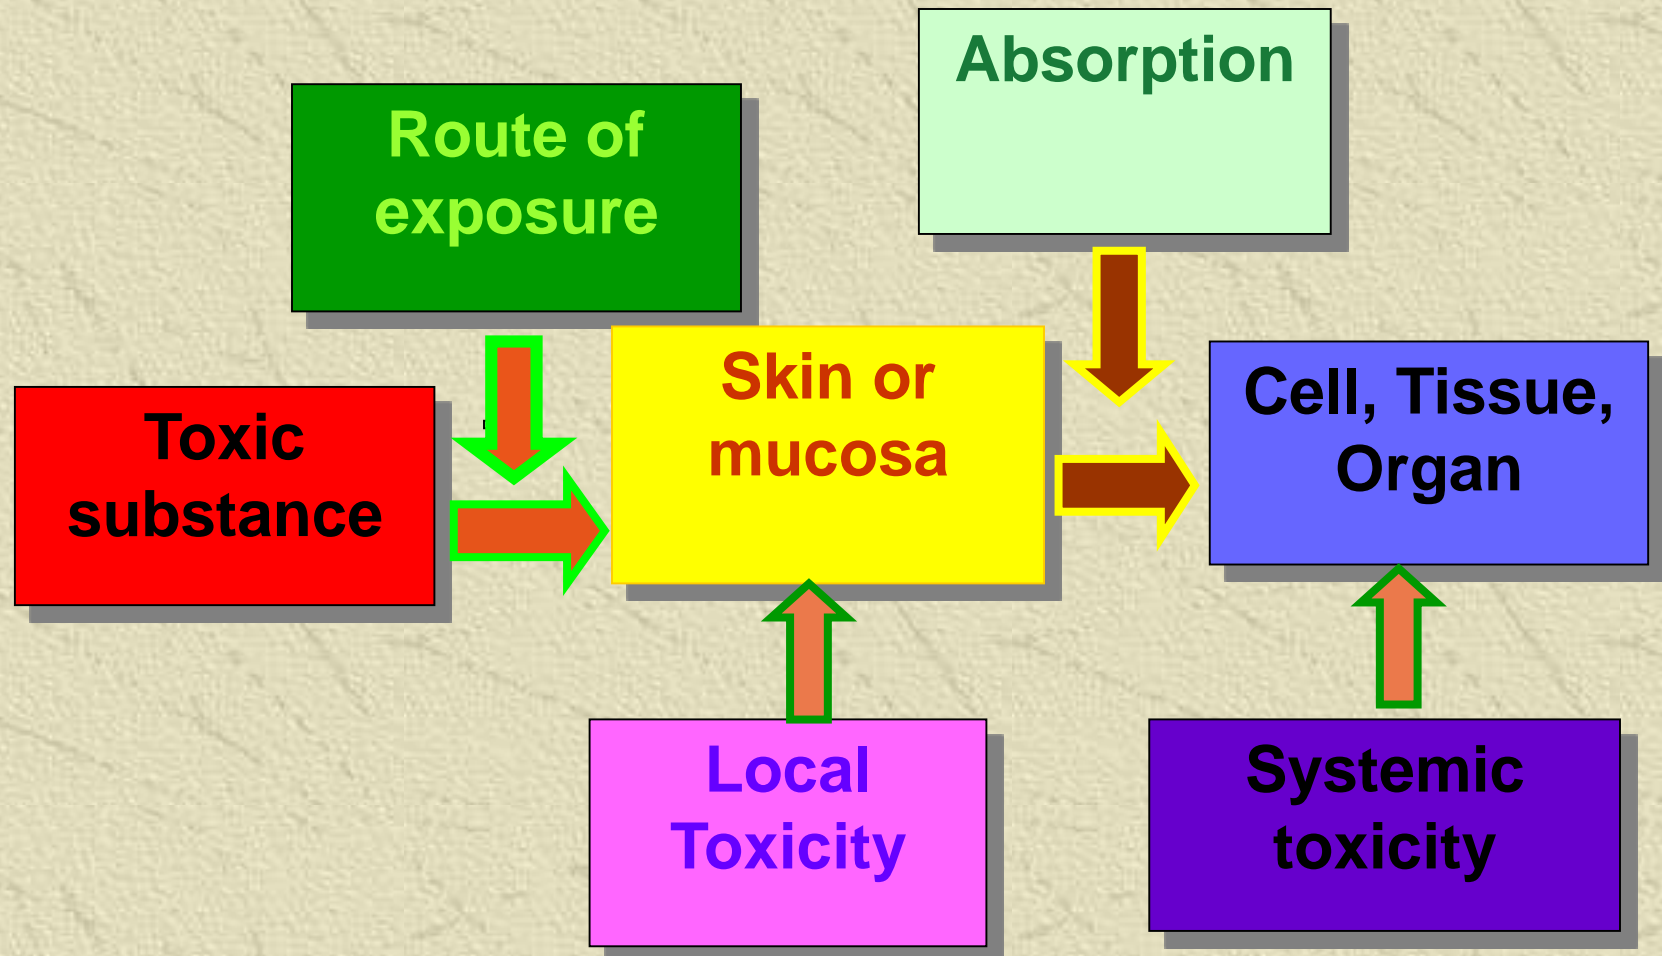 Absorption
Route of
exposure
Skin or
mucosa
Cell, Tissue,
Organ
Toxic
substance
Local
Toxicity
Systemic
toxicity